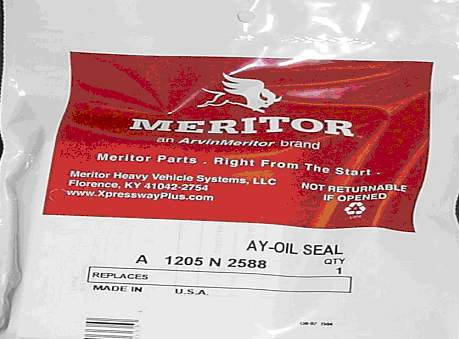 MERITOR
an ArvinMeritor brand
Meritor Parts - Right From The Start -
Meritor Heavy Vehicle Systems, LLC
Florence, KY 41042-2754
www.XpresswayPlus.com
NOT RETURNABLE
IF OPENED
AY-OIL SEAL
A 1205 N 2588
QTY
1
REPLACES
MADE IN U.S.A.